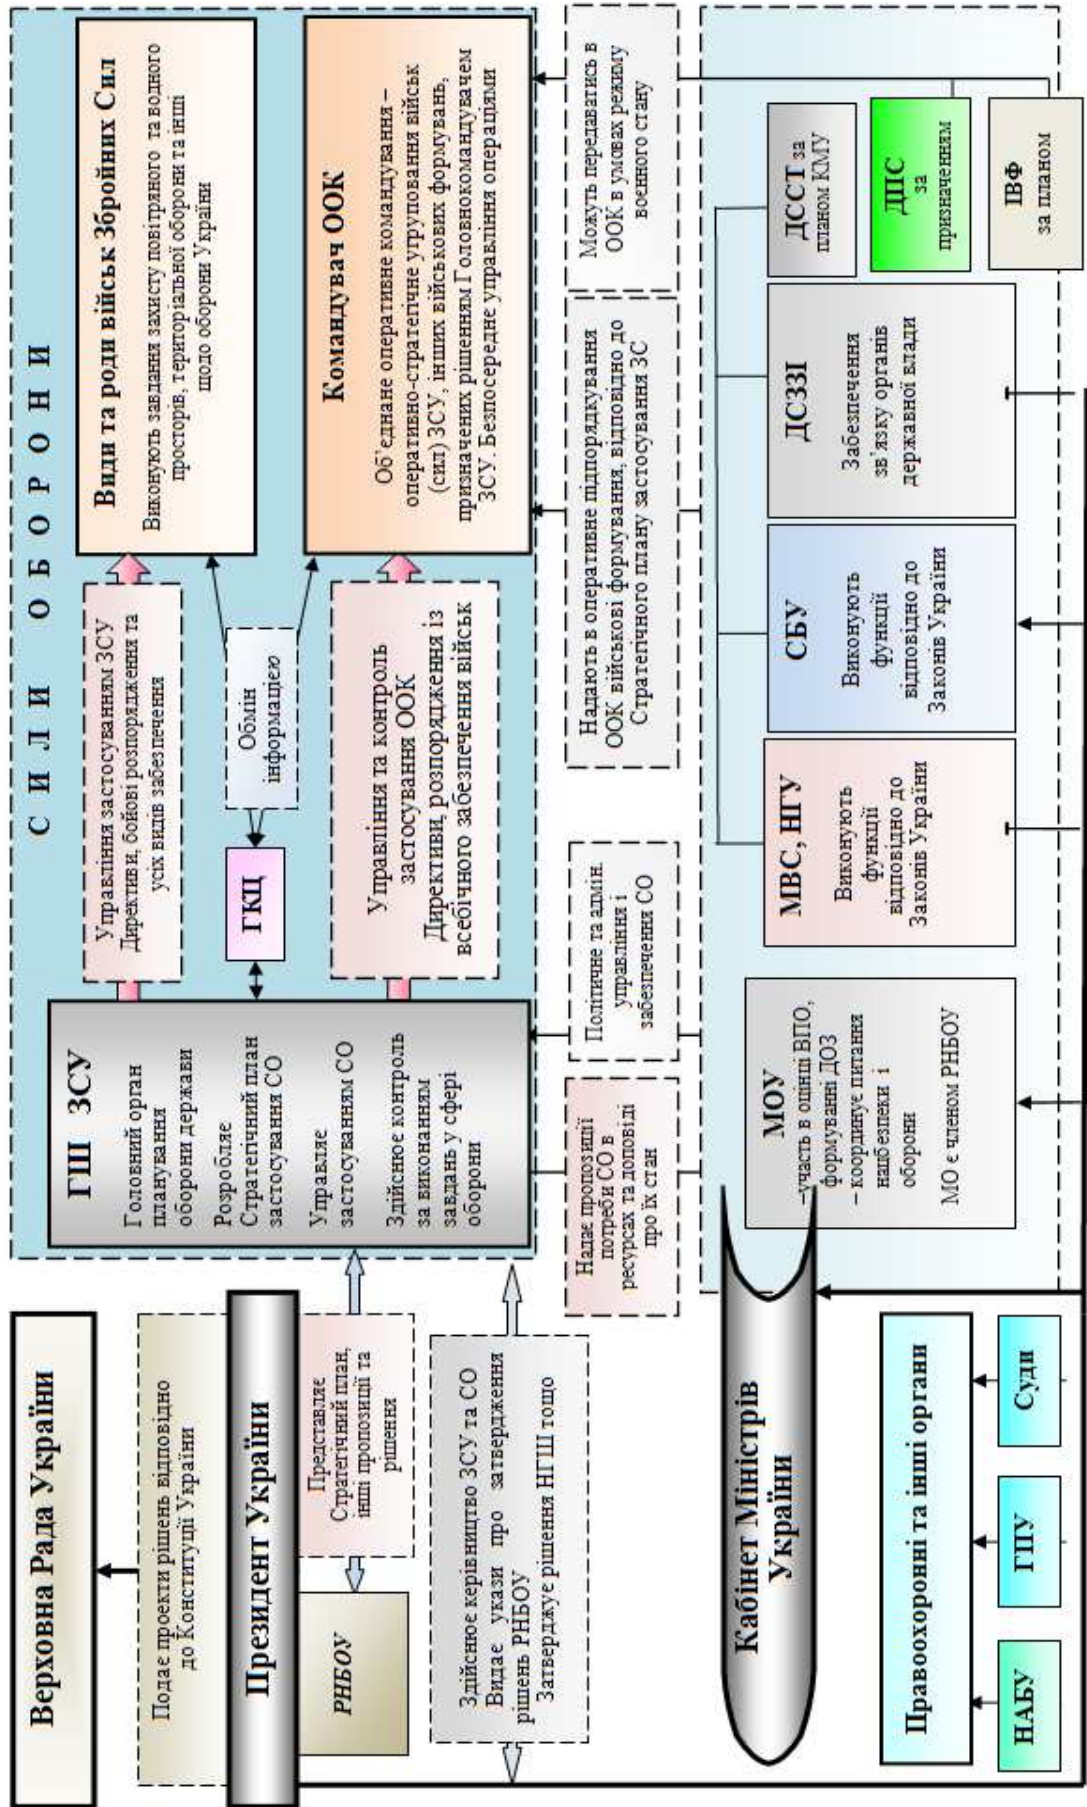 Верховна Рада України
Подає проекти рішень відповідно
до Конституції України
Президент України
РНБОУ
Представляє
Стратегічний план,
інші пропозиції та
рішення
Здійснює керівництво ЗСУ та СО
Видає укази про затвердження
рішень РНБОУ
Затверджує рішення НГШ тощо
Кабінет Міністрів
України
Правоохоронні та інші органи
НАБУ
ГПУ
Суди
СИЛИ ОБОРОНИ
ГШ ЗСУ
Головний орган
планування
оборони держави
Розробляє
Стратегічний план
застосування СО
Управляє
застосуванням СО
Здійснює контроль
за виконанням
завдань у сфері
оборони
Управління застосуванням ЗСУ
Директиви, бойові розпорядження та
усіх видів забезпечення
ГКЦ
Обмін
інформацією
Управління та контроль
застосування ООК
Директиви, розпорядження із
всебічного забезпечення військ
Види та роди військ Збройних Сил
Виконують завдання захисту повітряного та водного
просторів, територіальної оборони та інші
щодо оборони України
Командувач ООК
Об'єднане оперативне командування –
оперативно-стратегічне угруповання військ
(сил) ЗСУ, інших військових формувань,
призначених рішенням Головнокомандувачем
ЗСУ. Безпосереднє управління операціями
Надає пропозиції
потреби СО в
ресурсах та доповіді
про їх стан
Політичне та адмін.
управління і
забезпечення СО
Надають в оперативне підпорядкування
ООК військові формування, відповідно до
Стратегічного плану застосування ЗС
Можуть передаватись в
ООК в умовах режиму
воєнного стану
МОУ
–участь в оцінці ВПО,
формуванні ДОЗ
– координує питання
нацбезпеки і
оборони
МО є членом РНБОУ
МВС, НГУ
Виконують
функції
відповідно до
Законів України
СБУ
Виконують
функції
відповідно до
Законів України
ДСЗЗІ
Забезпечення
зв'язку органів
державної влади
ДССТ за
планом КМУ
ДПС
за
призначенням
ІВФ
за планом